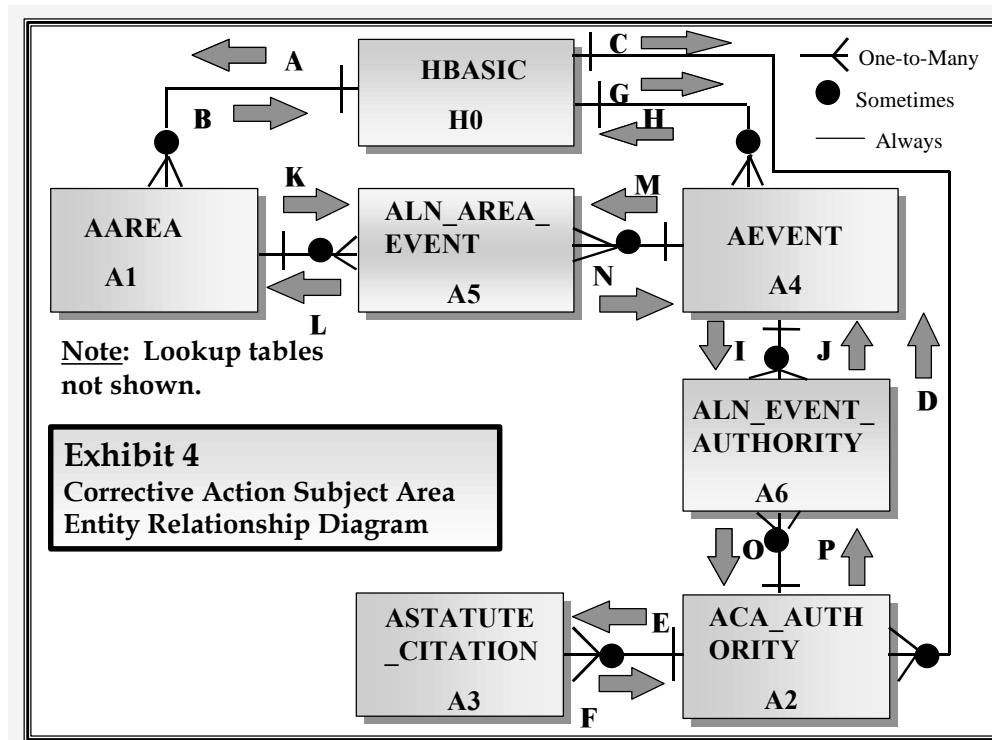 C
HBASIC
A
One-to-Many
H0
G
B
H
Sometimes
Always
K
M
AAREA
ALN_AREA_
EVENT
AEVENT
A1
A5
N
A4
L
Note: Lookup tables
not shown.
I
J
D
ALN_EVENT_
AUTHORITY
A6
Exhibit 4
Corrective Action Subject Area
Entity Relationship Diagram
O
P
ASTATUTE
_CITATION
A3
E
F
ACA_AUTH
ORITY
A2